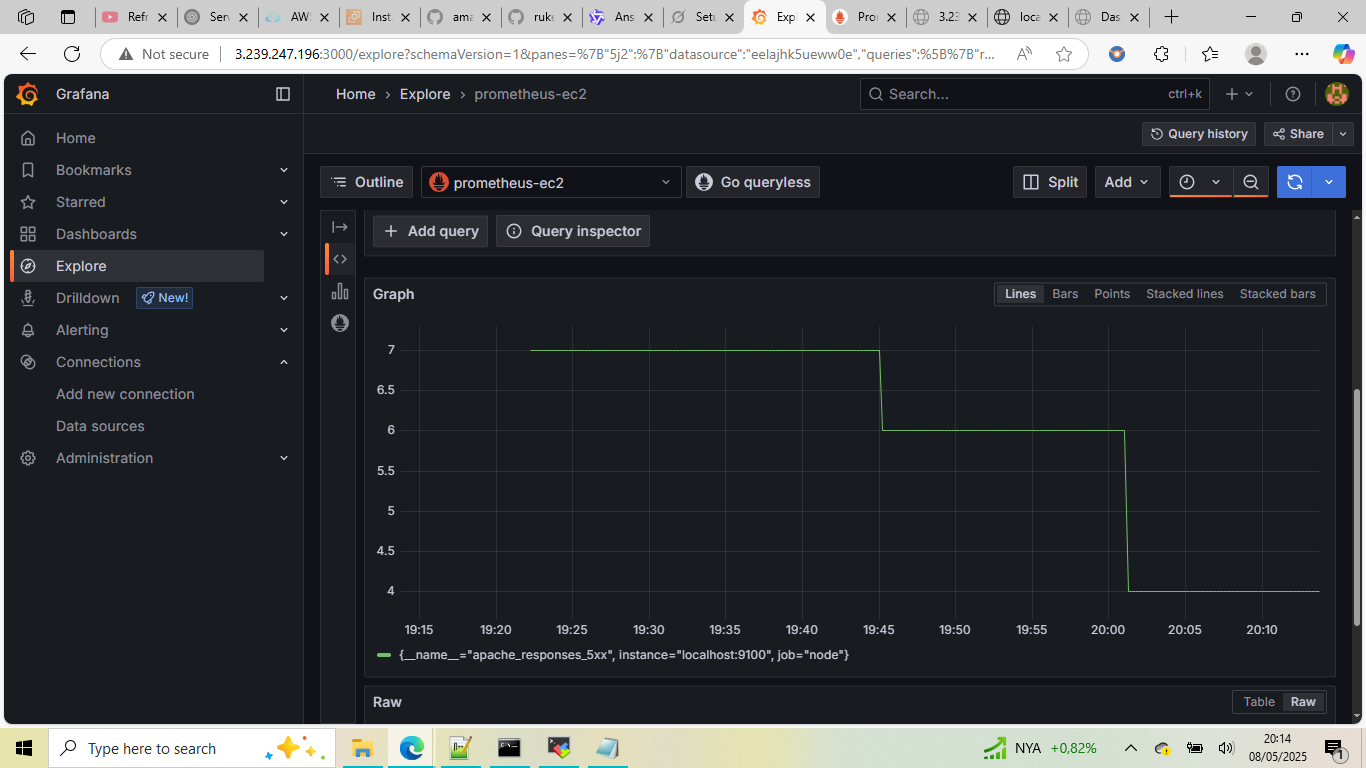 Refr
Serv
AWS
Inst
ama
ruke
Ans
Setu
Exp
Pro
3.23
loca
Das
Not secure
3.239.247.196:3000/explore?schemaVersion=1&panes=%7B"5j2":%7B"datasource":"eelajhk5ueww0e","queries":%5B%7B"r...
Grafana
Home › Explore › prometheus-ec2
Search...
ctrl+k
Query history
Share
Home
Bookmarks
Starred
Dashboards
Explore
Drilldown
New!
Alerting
Connections
Add new connection
Data sources
Administration
Outline
prometheus-ec2
Go queryless
Split
Add
Add query
Query inspector
Graph
Lines Bars Points Stacked lines Stacked bars
7
6.5
6
5.5
5
4.5
4
19:15 19:20 19:25 19:30 19:35 19:40 19:45 19:50 19:55 20:00 20:05 20:10
{__name__="apache_responses_5xx", instance="localhost:9100", job="node"}
Raw
Table Raw
Type here to search
NYA +0,82%
20:14
08/05/2025
1